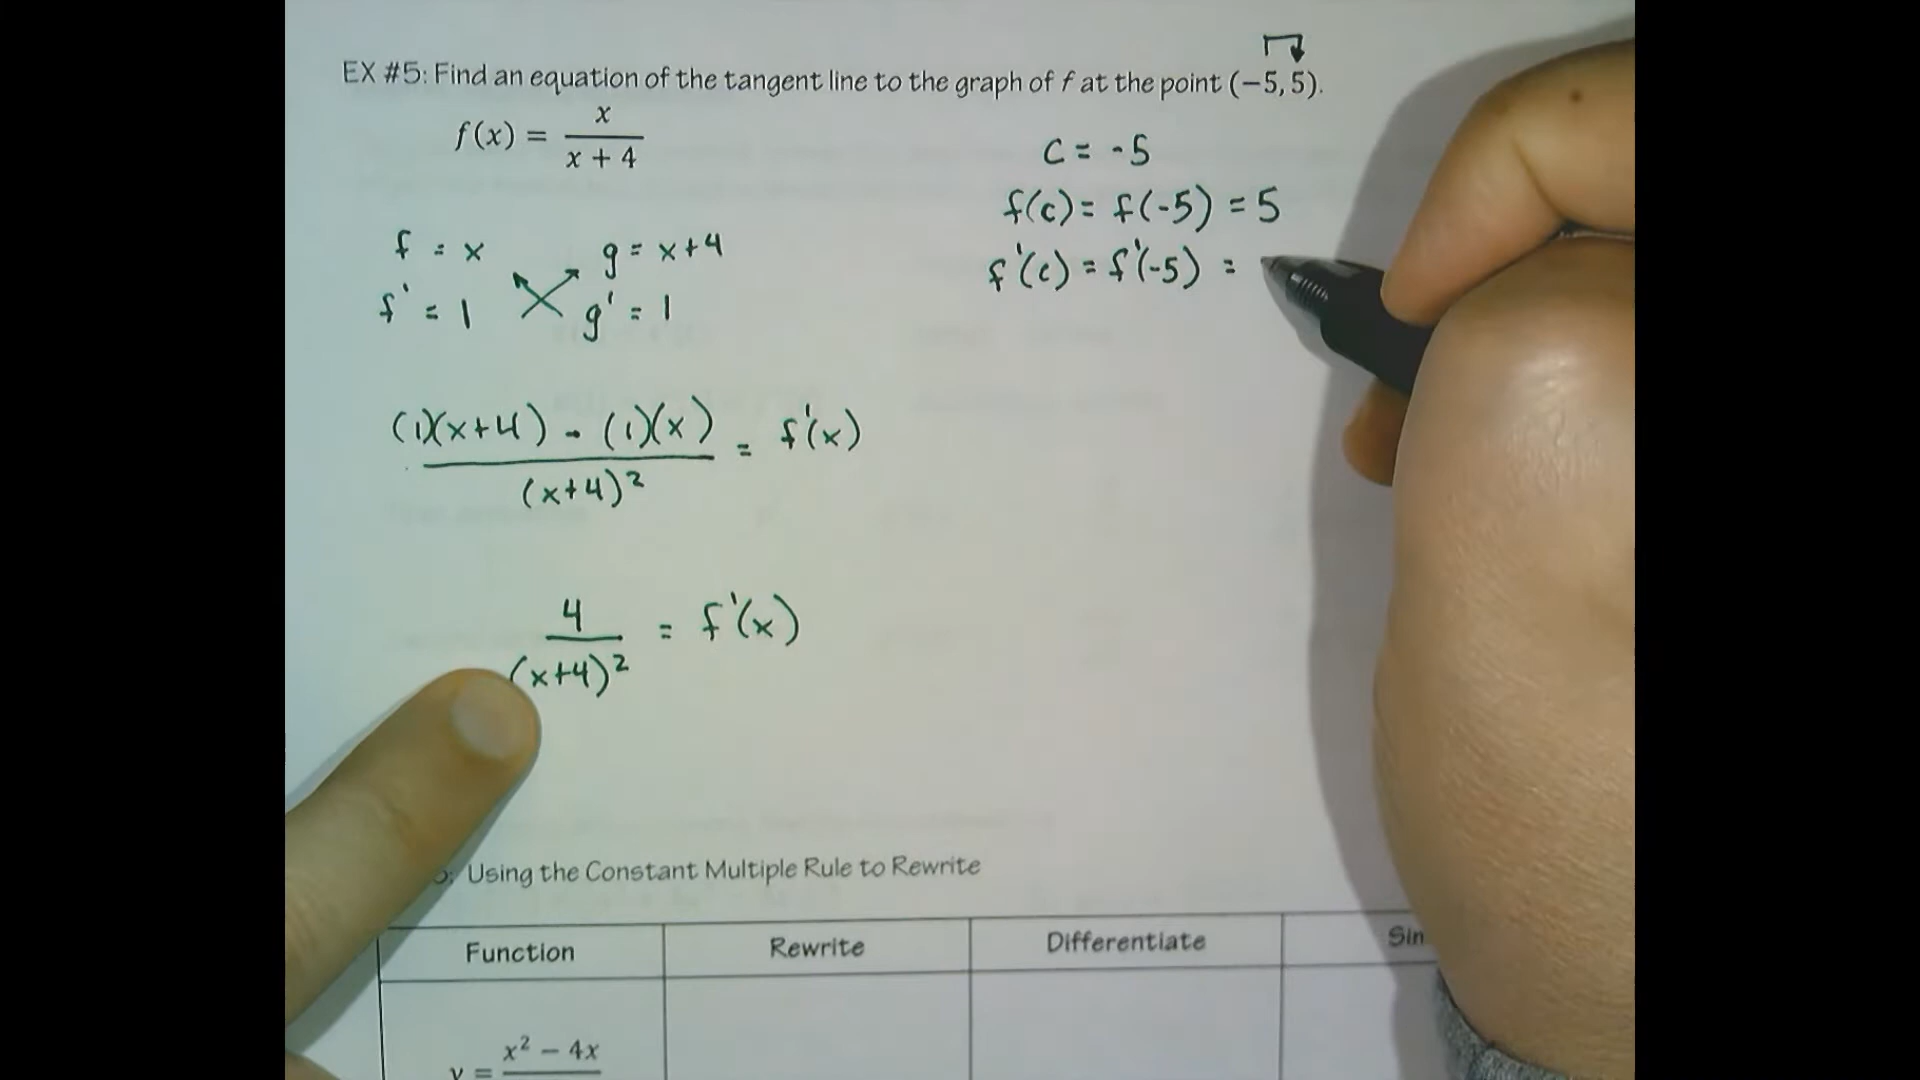 EX #5: Find an equation of the tangent line to the graph of f at the point (−5, 5).
f(x) = x / (x + 4)
c = -5
f(c) = f(-5) = 5
f'(c) = f'(-5) =
f = x g = x+4
f' = 1 g' = 1
(1)(x+4) - (1)(x) / (x+4)² = f'(x)
4 / (x+4)² = f'(x)
Using the Constant Multiple Rule to Rewrite
Function Rewrite Differentiate
x² − 4x
y =